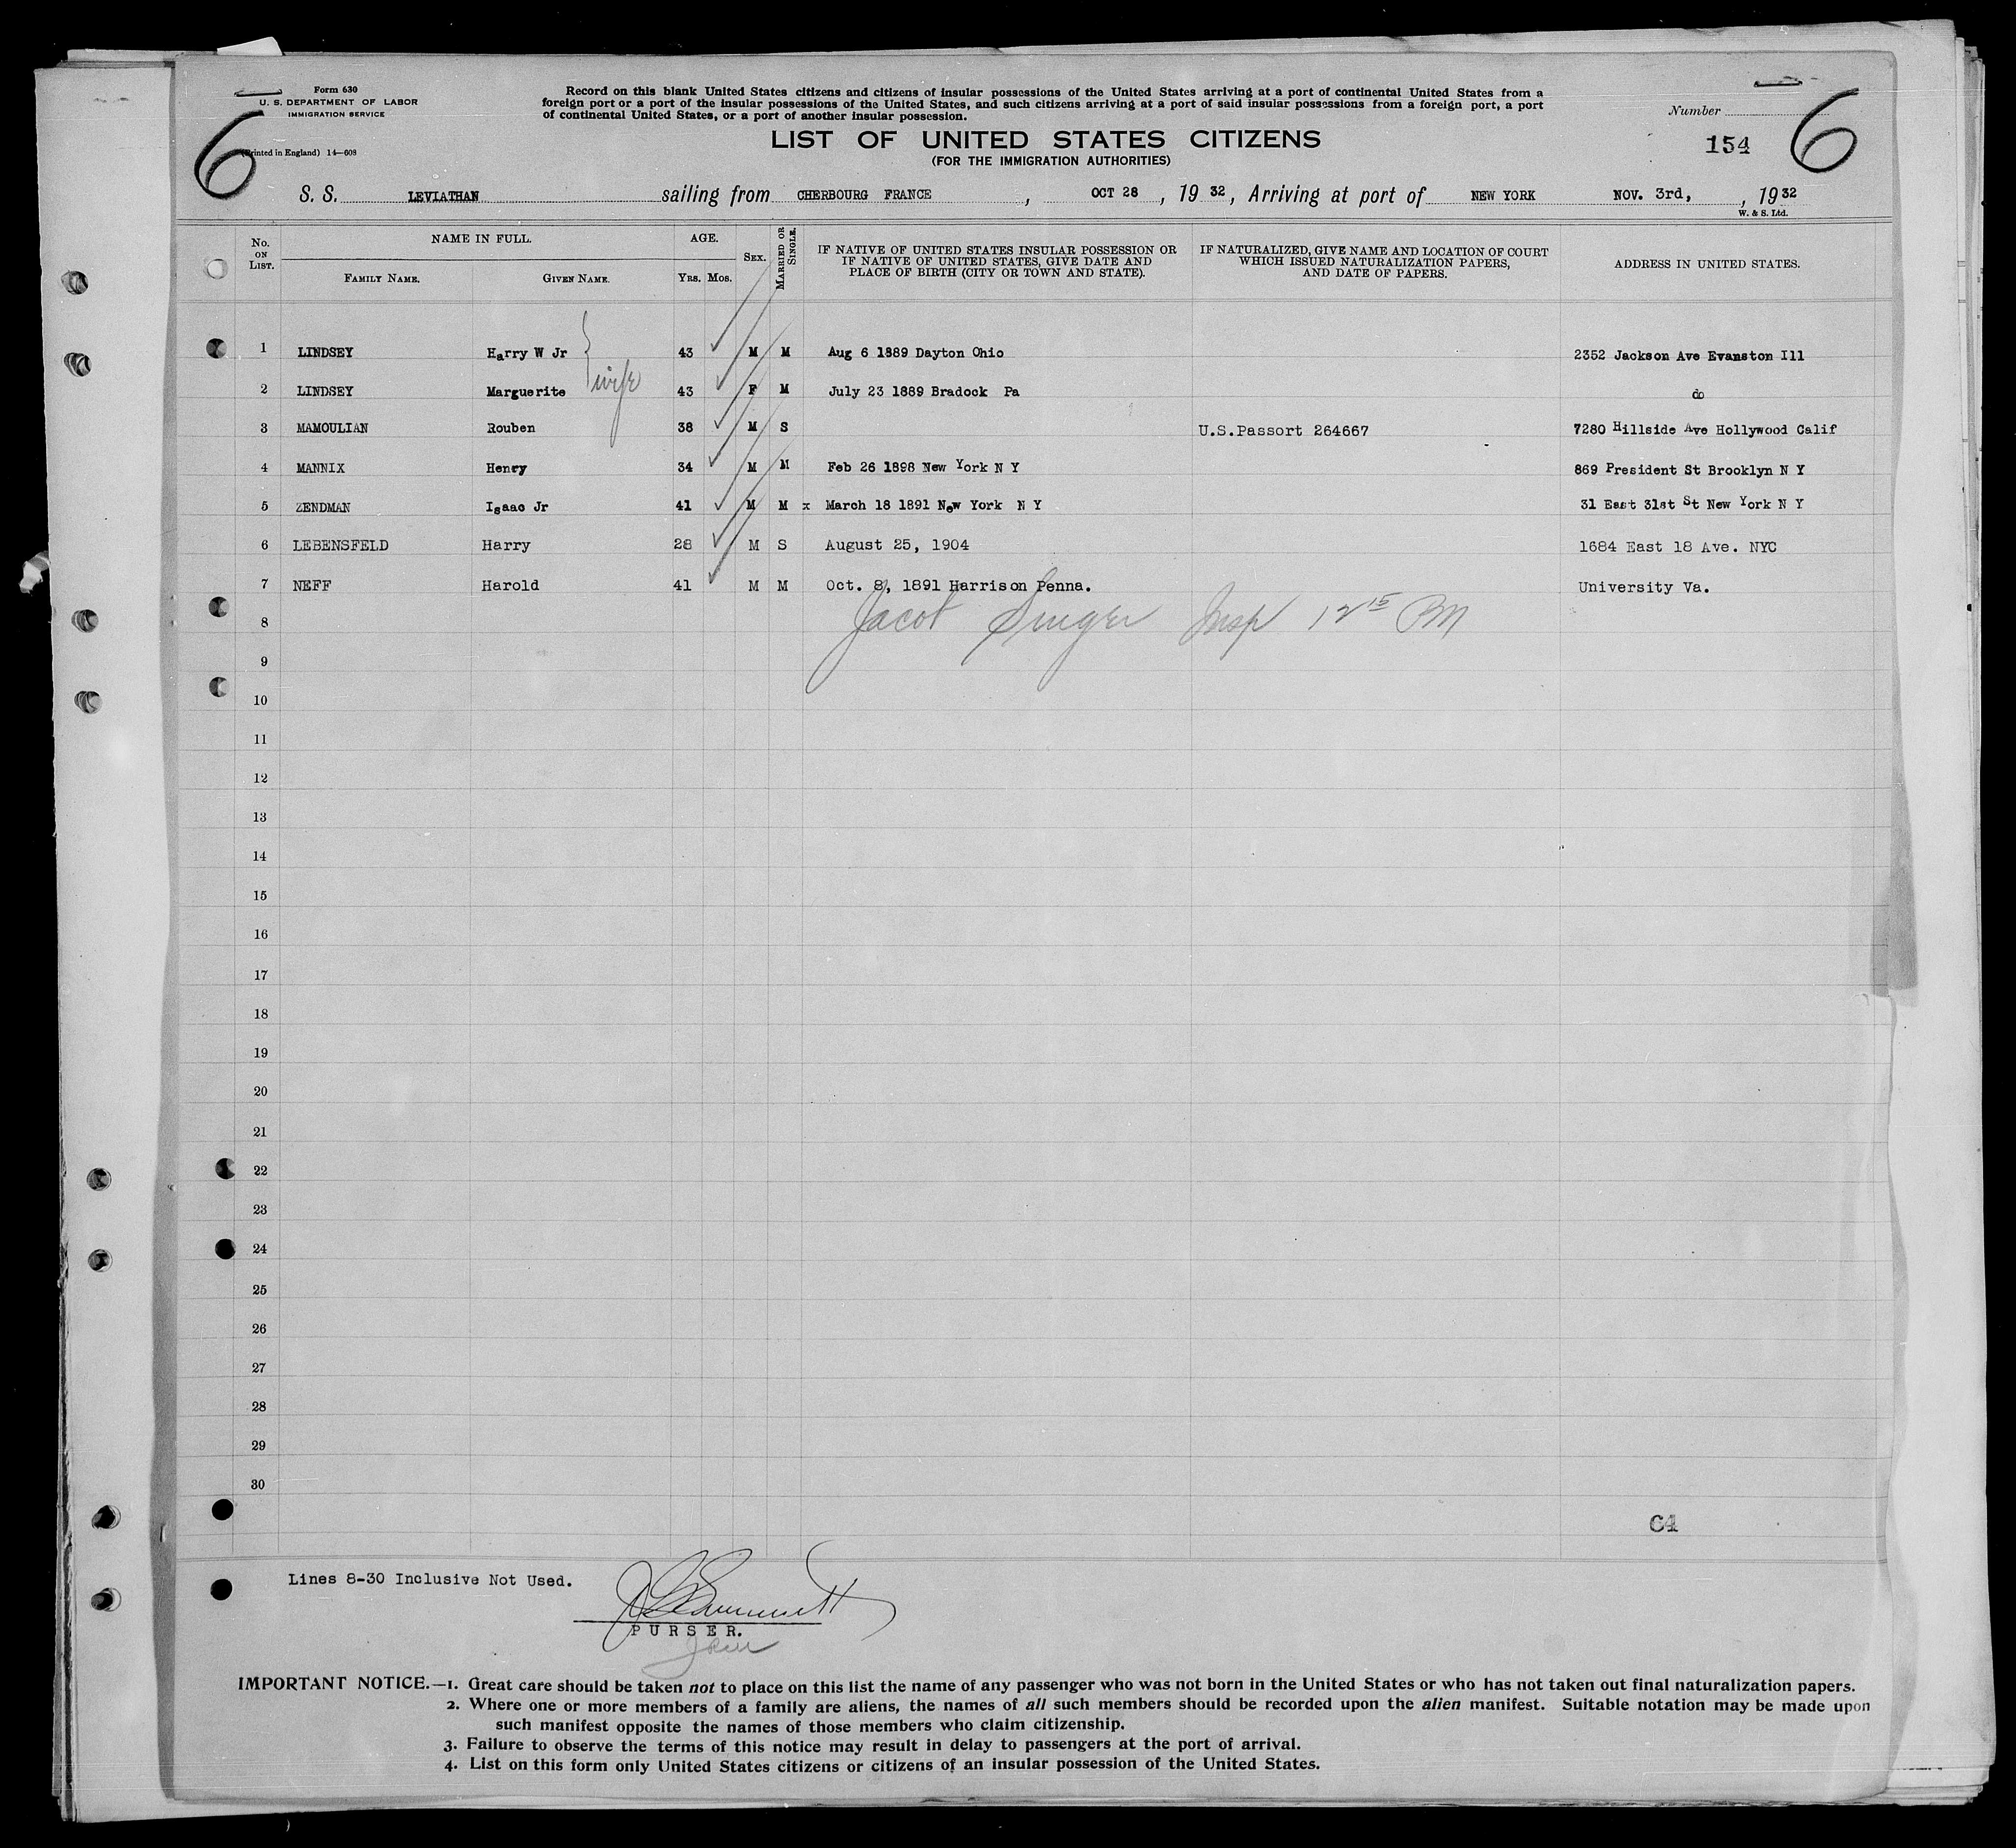 Form 630
U. S. DEPARTMENT OF LABOR
IMMIGRATION SERVICE
(Printed in England) 14—608
6
Record on this blank United States citizens and citizens of insular possessions of the United States arriving at a port of continental United States from a
foreign port or a port of the insular possessions of the United States, and such citizens arriving at a port of said insular possessions from a foreign port, a port
of continental United States, or a port of another insular possession.
LIST OF UNITED STATES CITIZENS
(FOR THE IMMIGRATION AUTHORITIES)
Number
154
6
S. S. LEVIATHAN sailing from CHERBOURG FRANCE, OCT 28, 19 32, Arriving at port of NEW YORK NOV. 3rd, , 19 32
W. & S. Ltd.
No. ON LIST. NAME IN FULL. AGE. SEX. MARRIED OR SINGLE. IF NATIVE OF UNITED STATES INSULAR POSSESSION OR IF NATIVE OF UNITED STATES, GIVE DATE AND PLACE OF BIRTH (CITY OR TOWN AND STATE). IF NATURALIZED, GIVE NAME AND LOCATION OF COURT WHICH ISSUED NATURALIZATION PAPERS, AND DATE OF PAPERS. ADDRESS IN UNITED STATES.
FAMILY NAME. GIVEN NAME. YRS. MOS.
1 LINDSEY Harry W Jr 43 M M Aug 6 1889 Dayton Ohio 2352 Jackson Ave Evanston Ill
2 LINDSEY Marguerite wife 43 F M July 23 1889 Bradock Pa do
3 MAMOULIAN Rouben 38 M S U.S.Passort 264667 7280 Hillside Ave Hollywood Calif
4 MANNIX Henry 34 M M Feb 26 1898 New York N Y 869 President St Brooklyn N Y
5 ZENDMAN Isaac Jr 41 M M x March 18 1891 New York N Y 31 East 31st St New York N Y
6 LEBENSFELD Harry 28 M S August 25, 1904 1684 East 18 Ave. NYC
7 NEFF Harold 41 M M Oct. 8, 1891 Harrison Penna. University Va.
8 Jacob Singer Insp 12 15 PM
9
10
11
12
13
14
15
16
17
18
19
20
21
22
23
24
25
26
27
28
29
30
C4
Lines 8-30 Inclusive Not Used.
PURSER.
IMPORTANT NOTICE.—1. Great care should be taken not to place on this list the name of any passenger who was not born in the United States or who has not taken out final naturalization papers.
2. Where one or more members of a family are aliens, the names of all such members should be recorded upon the alien manifest. Suitable notation may be made upon
such manifest opposite the names of those members who claim citizenship.
3. Failure to observe the terms of this notice may result in delay to passengers at the port of arrival.
4. List on this form only United States citizens or citizens of an insular possession of the United States.